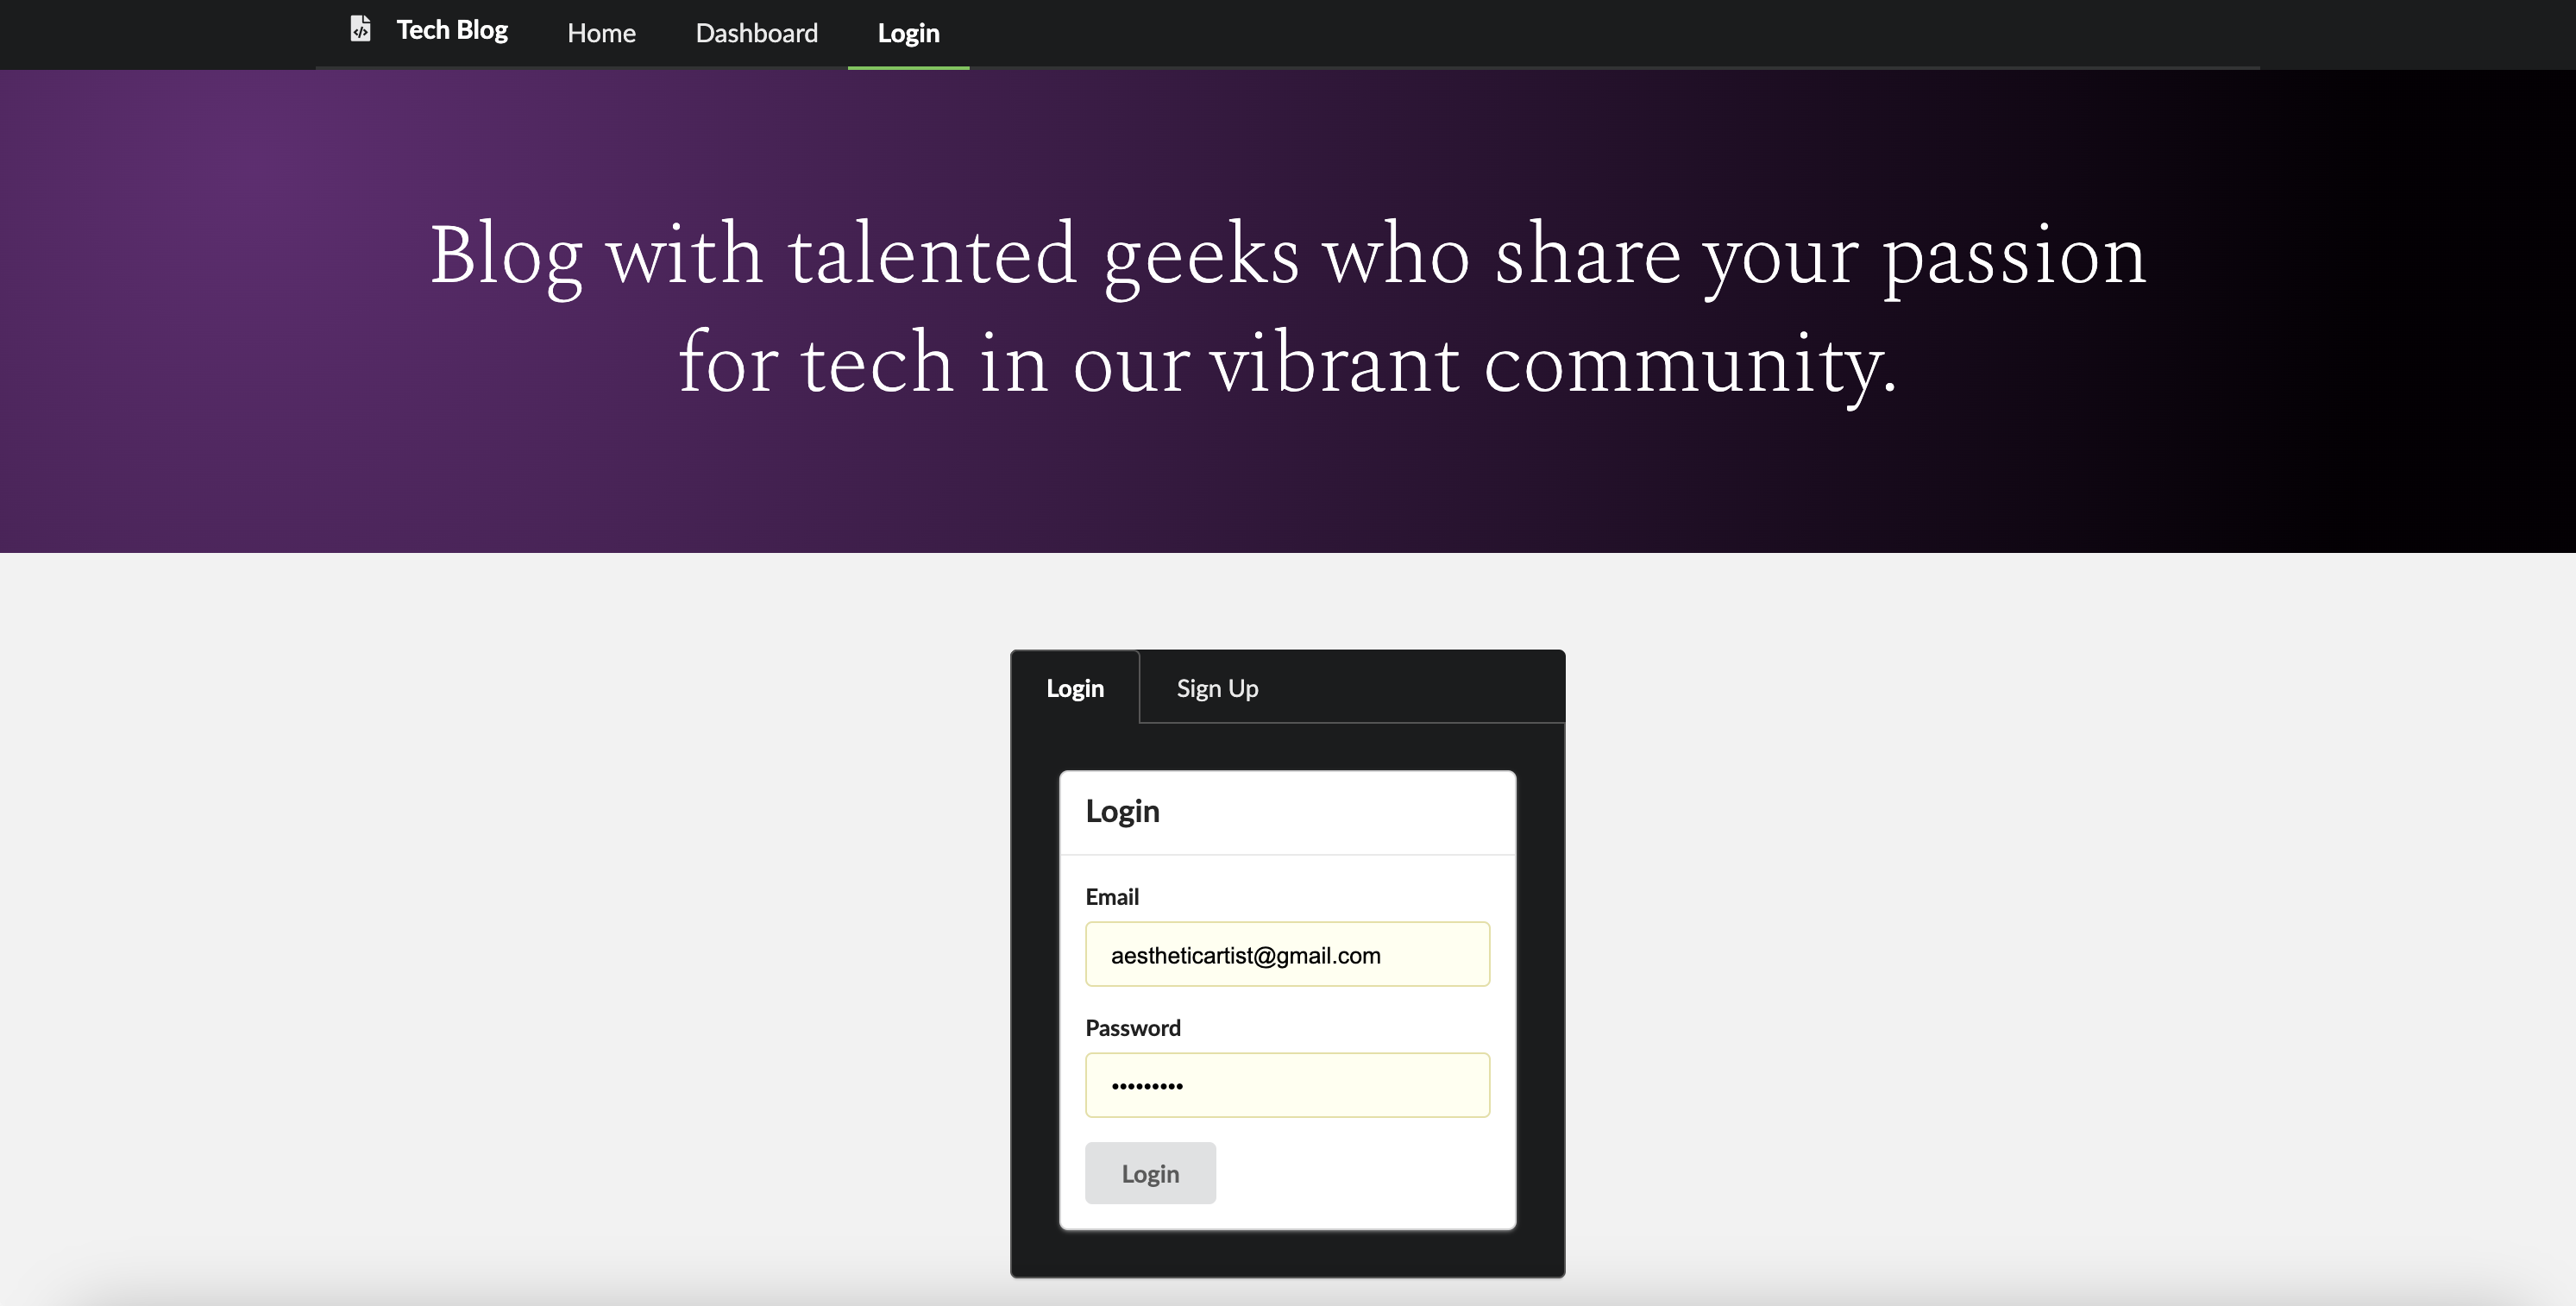 Tech Blog Home Dashboard Login
Blog with talented geeks who share your passion
for tech in our vibrant community.
Login Sign Up
Login
Email
aestheticartist@gmail.com
Password
•••••••••
Login